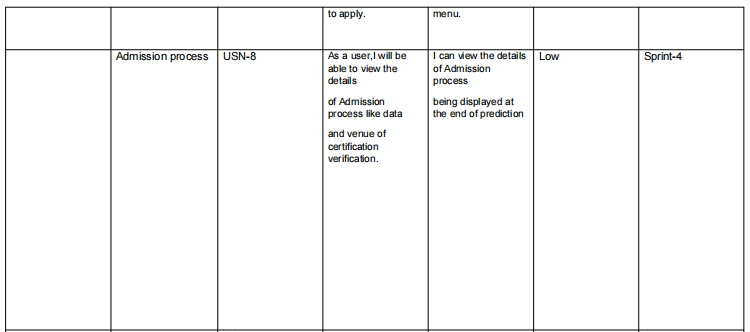 to apply.
menu.
Admission process
USN-8
As a user,I will be
able to view the
details
of Admission
process like data
and venue of
certification
verification.
I can view the details
of Admission
process
being displayed at
the end of prediction
Low
Sprint-4